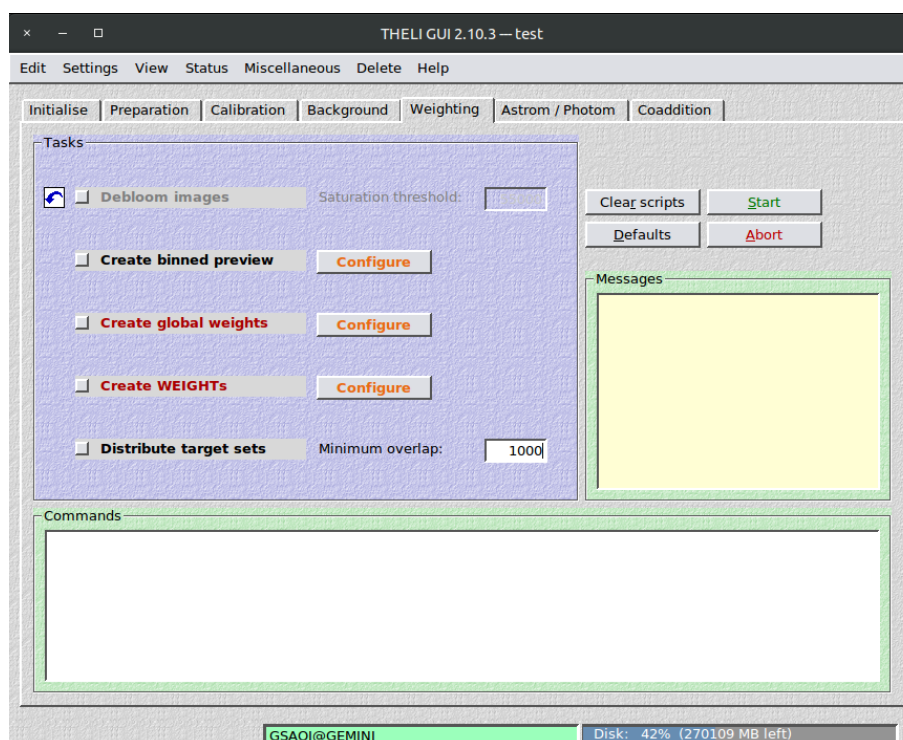 THELI GUI 2.10.3 — test
Edit Settings View Status Miscellaneous Delete Help
Initialise Preparation Calibration Background Weighting Astrom / Photom Coaddition
Tasks
Debloom images Saturation threshold:
Clear scripts Start
Defaults Abort
Create binned preview Configure
Messages
Create global weights Configure
Create WEIGHTs Configure
Distribute target sets Minimum overlap: 1000
Commands
GSAOI@GEMINI Disk: 42% (270109 MB left)